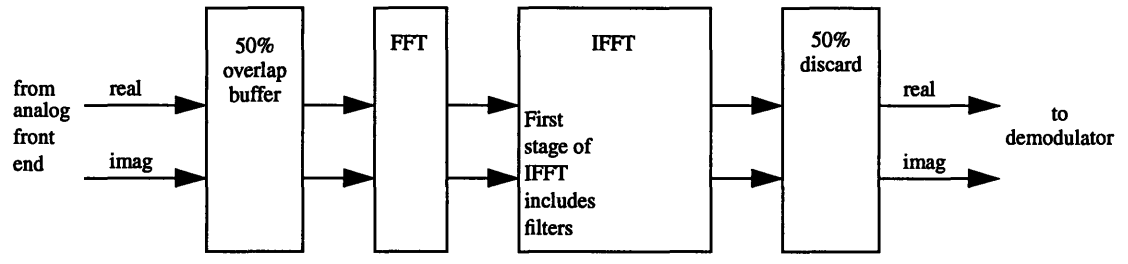 from
analog
front
end
real
imag
50%
overlap
buffer
FFT
IFFT
First
stage of
IFFT
includes
filters
50%
discard
real
imag
to
demodulator